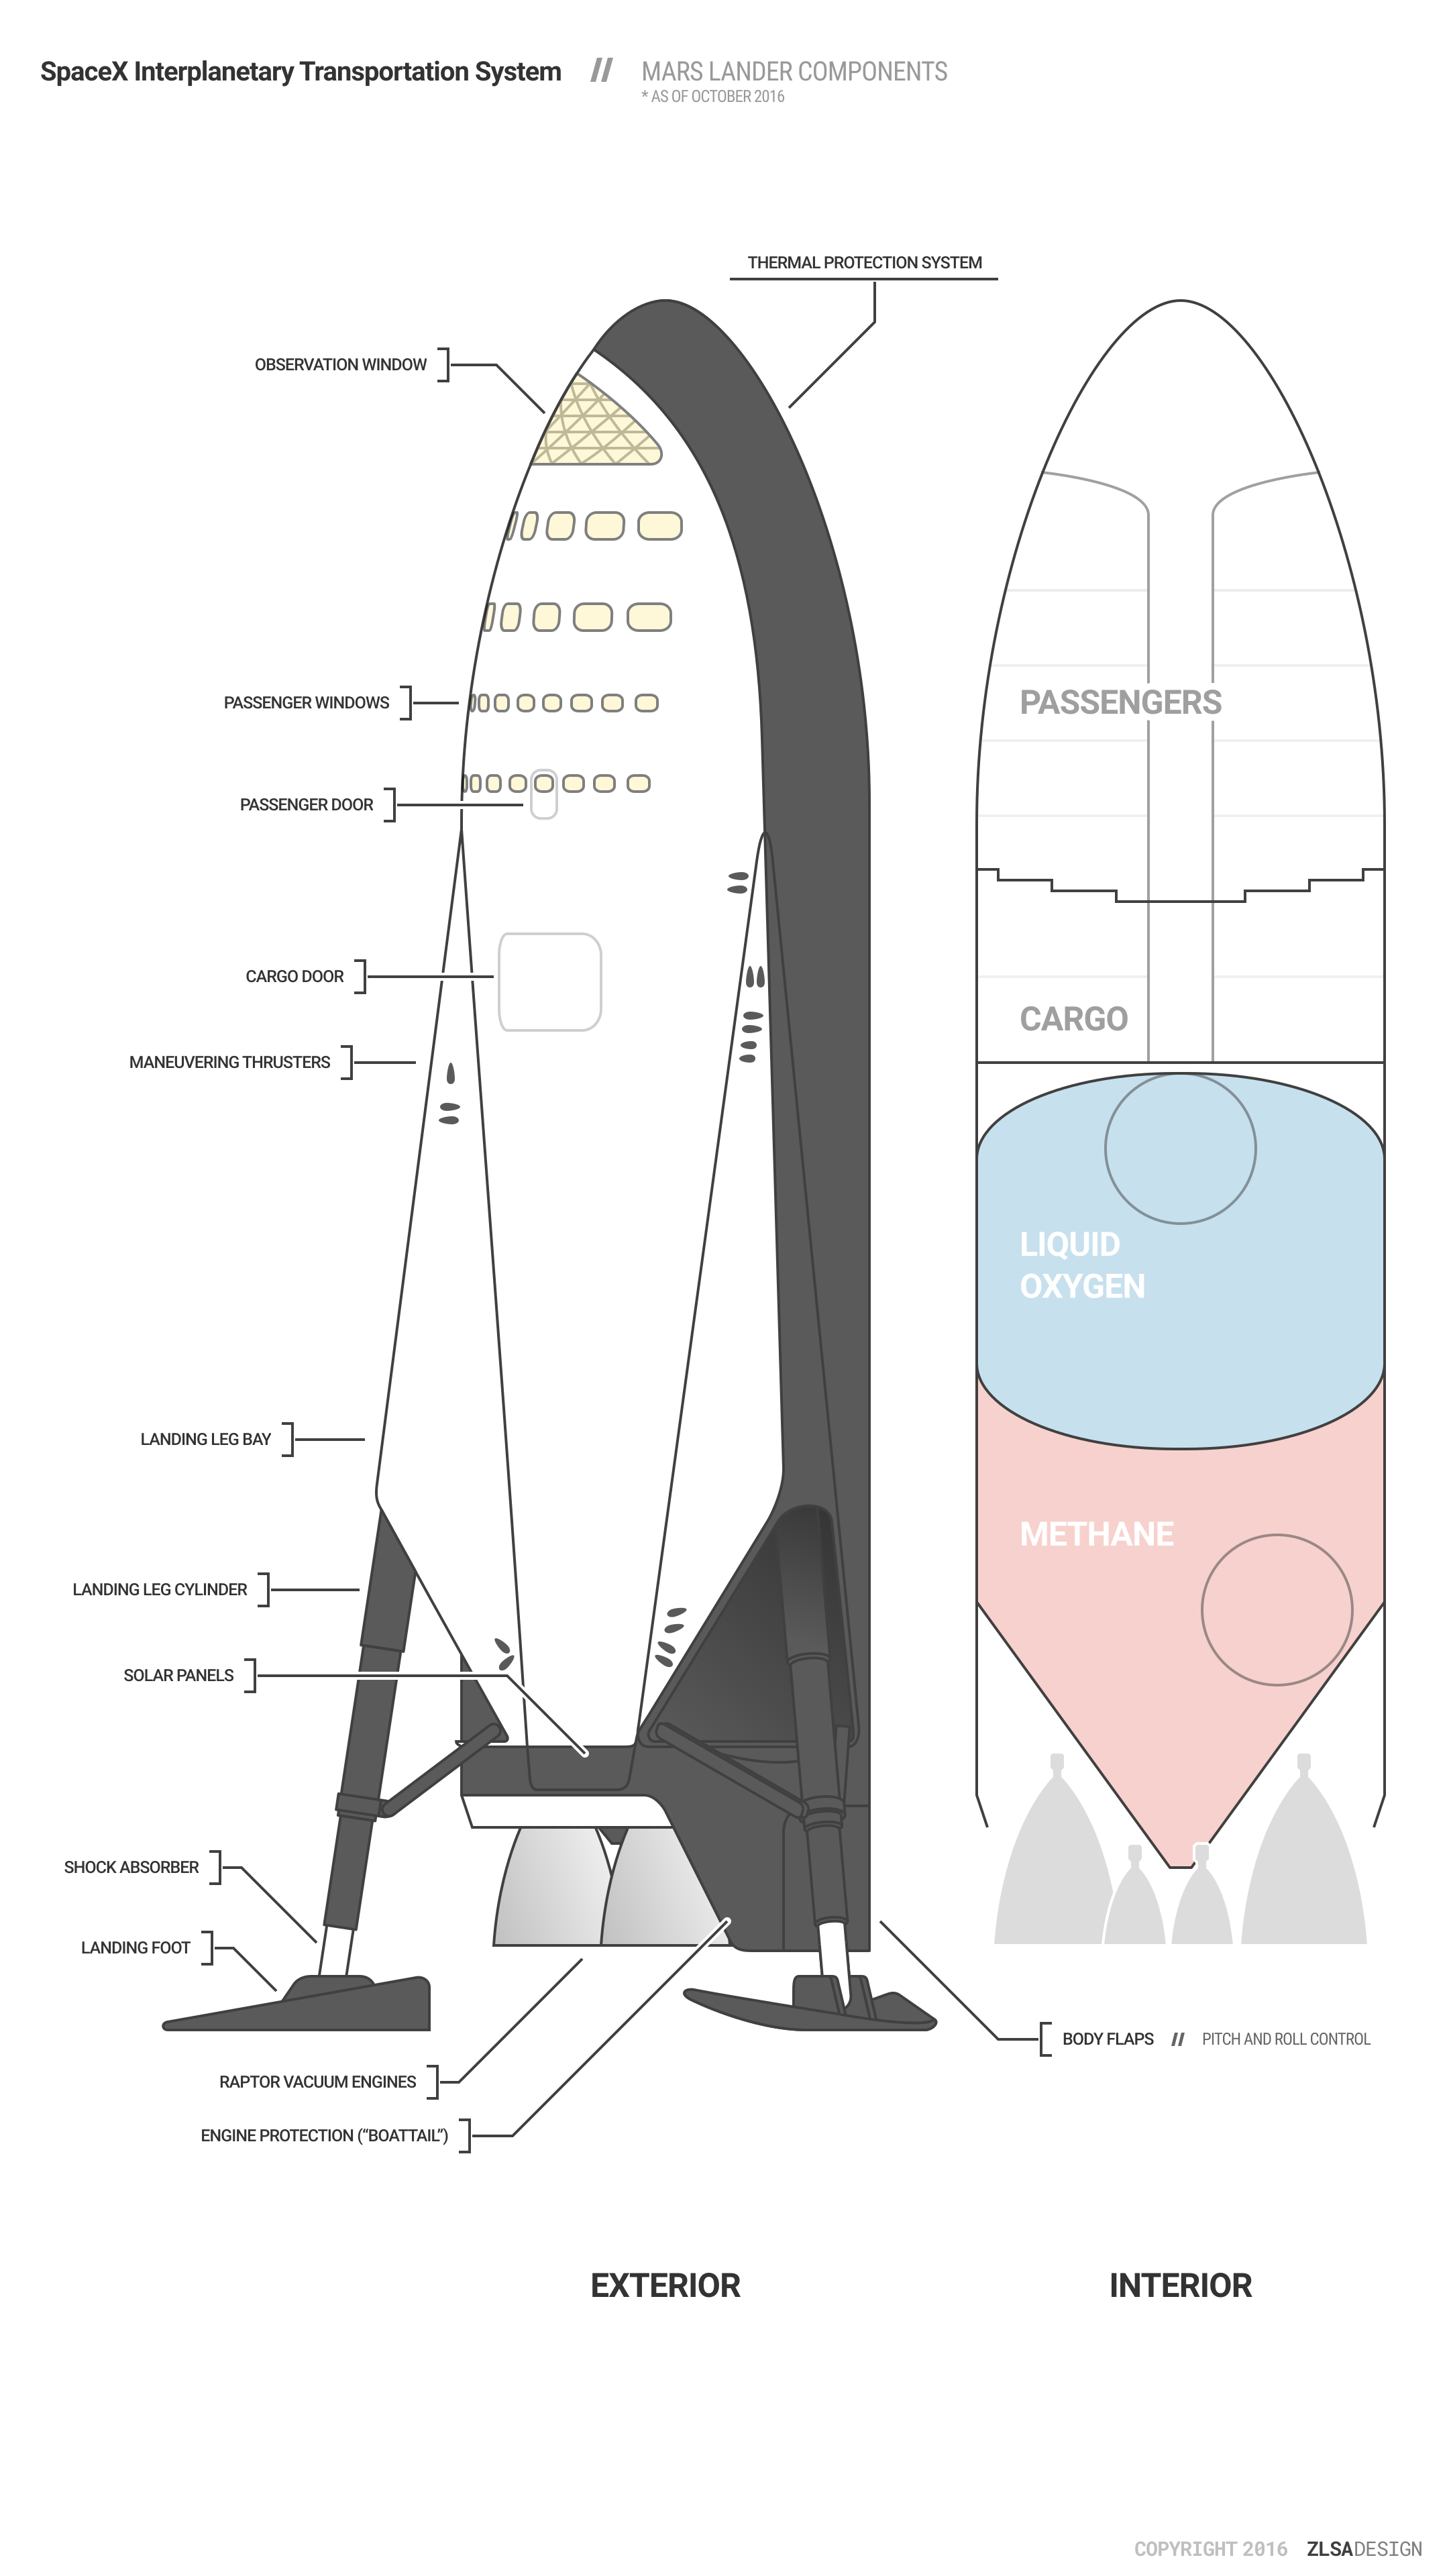 SpaceX Interplanetary Transportation System // MARS LANDER COMPONENTS
* AS OF OCTOBER 2016
THERMAL PROTECTION SYSTEM
OBSERVATION WINDOW
PASSENGER WINDOWS
PASSENGER DOOR
CARGO DOOR
MANEUVERING THRUSTERS
LANDING LEG BAY
LANDING LEG CYLINDER
SOLAR PANELS
SHOCK ABSORBER
LANDING FOOT
RAPTOR VACUUM ENGINES
ENGINE PROTECTION (“BOATTAIL”)
BODY FLAPS // PITCH AND ROLL CONTROL
PASSENGERS
CARGO
LIQUID
OXYGEN
METHANE
EXTERIOR
INTERIOR
COPYRIGHT 2016 ZLSADESIGN